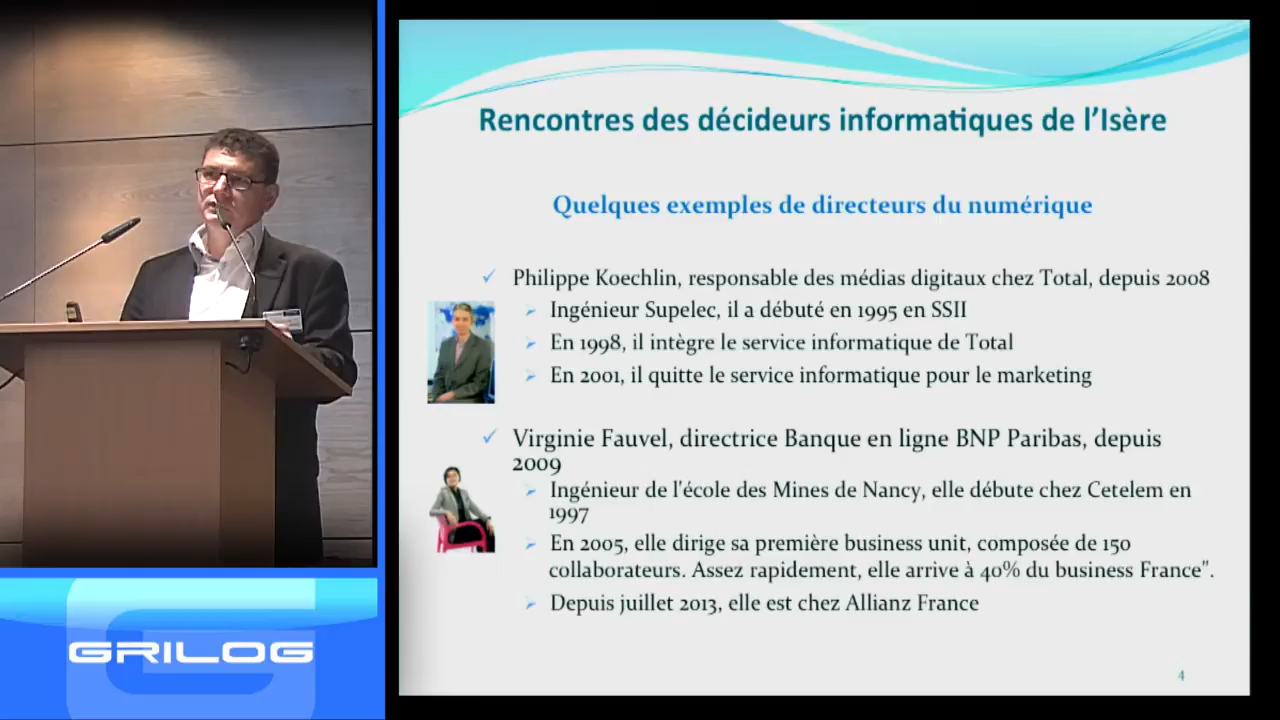 Rencontres des décideurs informatiques de l'Isère
Quelques exemples de directeurs du numérique
Philippe Koechlin, responsable des médias digitaux chez Total, depuis 2008
Ingénieur Supelec, il a débuté en 1995 en SSII
En 1998, il intègre le service informatique de Total
En 2001, il quitte le service informatique pour le marketing
Virginie Fauvel, directrice Banque en ligne BNP Paribas, depuis
2009
Ingénieur de l'école des Mines de Nancy, elle débute chez Cetelem en
1997
En 2005, elle dirige sa première business unit, composée de 150
collaborateurs. Assez rapidement, elle arrive à 40% du business France".
Depuis juillet 2013, elle est chez Allianz France
4
GRILOG